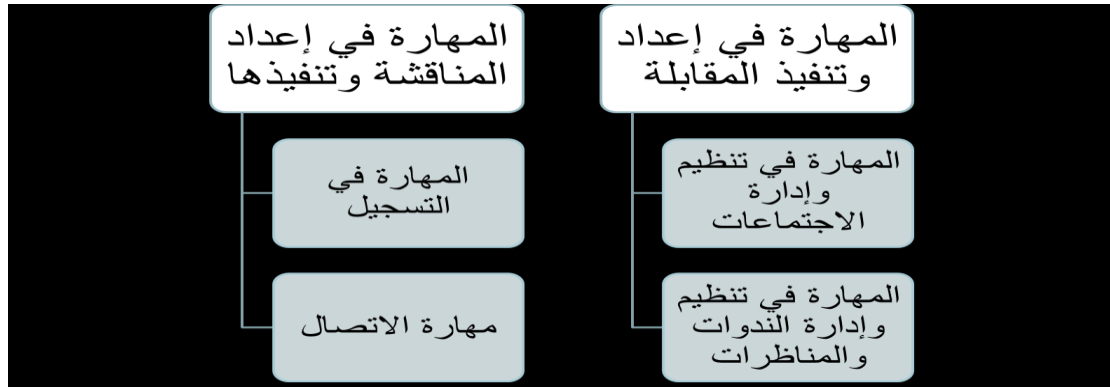 المهارة في إعداد
وتنفيذ المقابلة
المهارة في تنظيم
وإدارة
الاجتماعات
المهارة في تنظيم
وإدارة الندوات
والمناظرات
المهارة في إعداد
المناقشة وتنفيذها
المهارة في
التسجيل
مهارة الاتصال